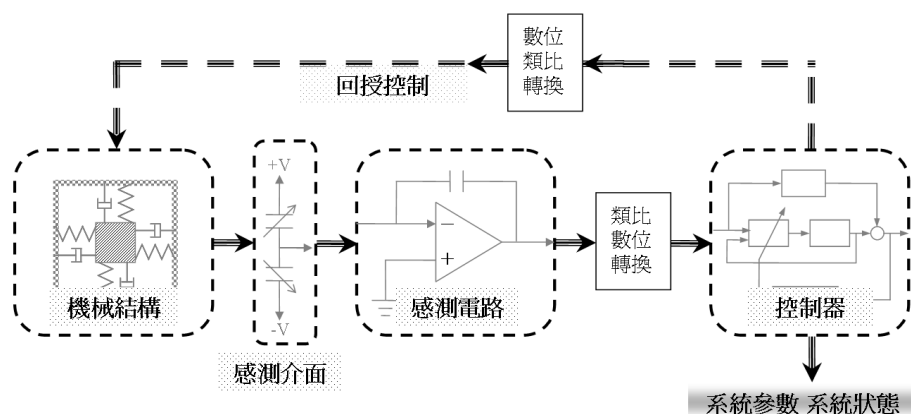 數位
類比
轉換
回授控制
+V
-V
機械結構
感測介面
−
+
感測電路
類比
數位
轉換
控制器
系統參數 系統狀態